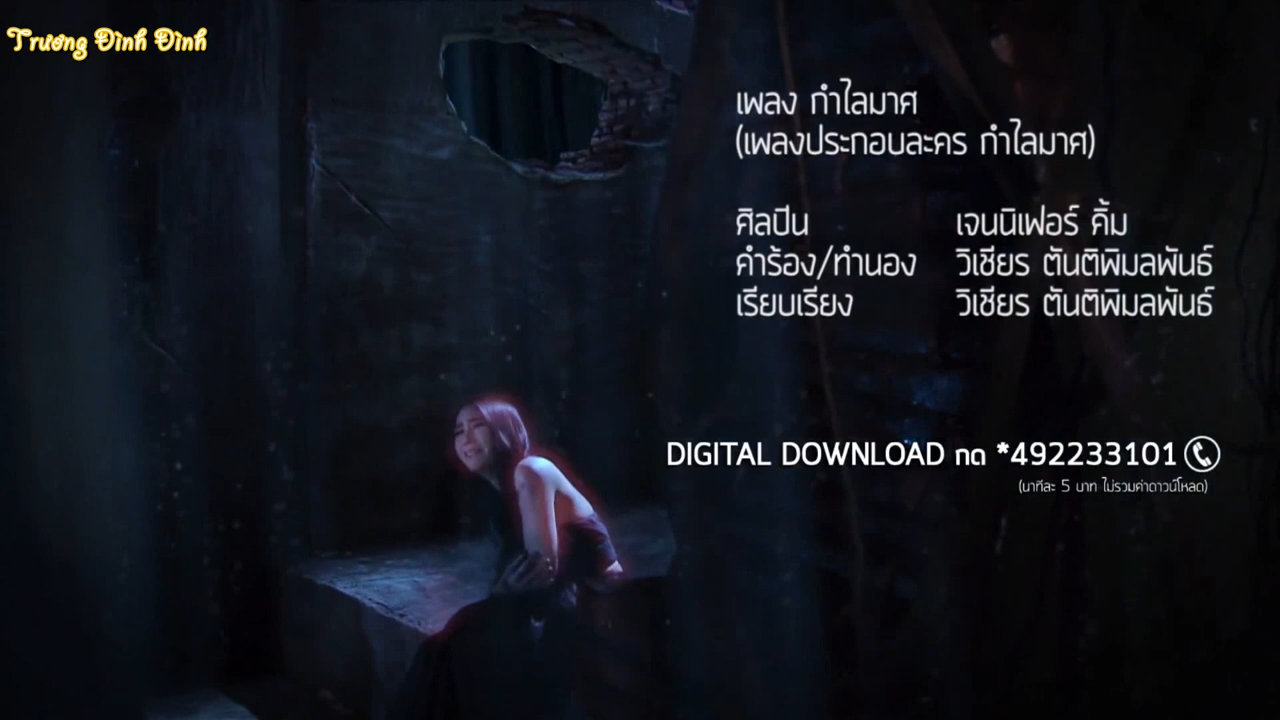 Trương Đình Đình
เพลง กำไลมาศ
(เพลงประกอบละคร กำไลมาศ)
ศิลปิน เจนนิเฟอร์ คิ้ม
คำร้อง/ทำนอง วิเชียร ตันติพิมลพันธ์
เรียบเรียง วิเชียร ตันติพิมลพันธ์
DIGITAL DOWNLOAD กด *492233101
(นาทีละ 5 บาท ไม่รวมค่าดาวน์โหลด)